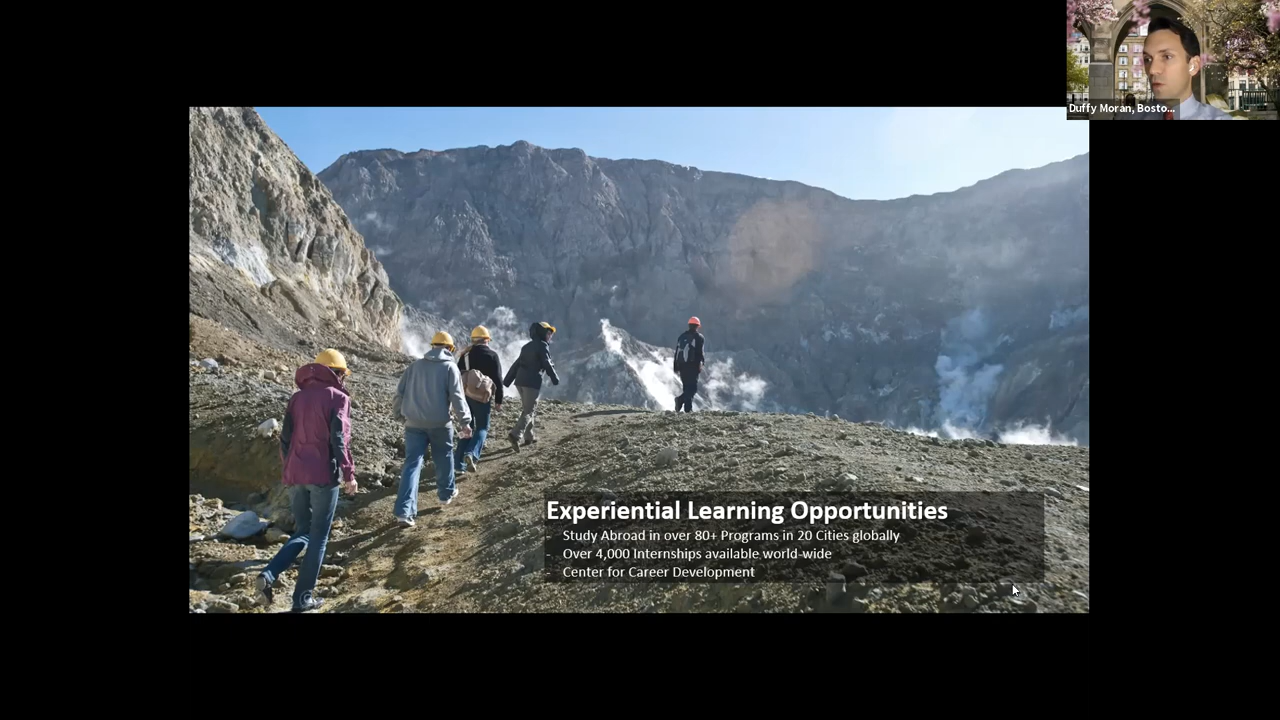 Duffy Moran, Bosto...
Experiential Learning Opportunities
Study Abroad in over 80+ Programs in 20 Cities globally
- Over 4,000 Internships available world-wide
Center for Career Development